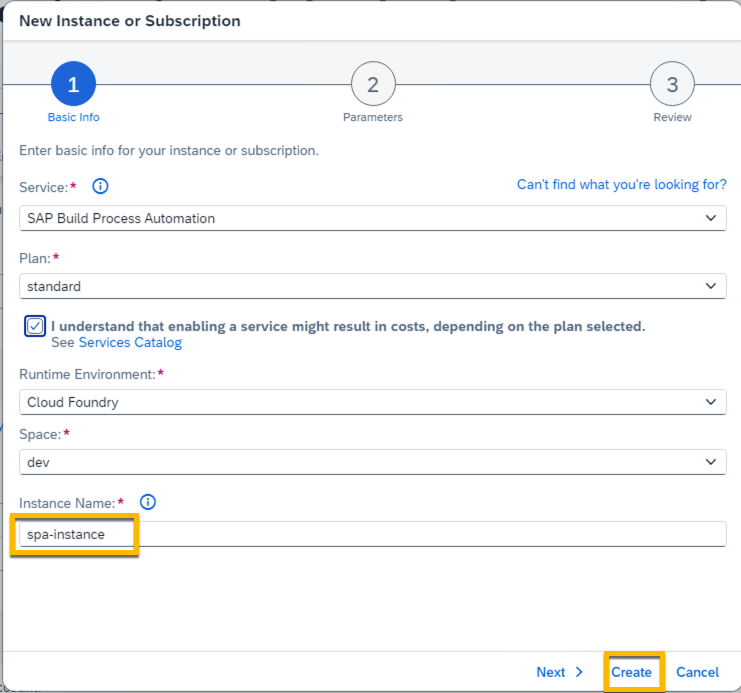 New Instance or Subscription
1
2
3
Basic Info
Parameters
Review
Enter basic info for your instance or subscription.
Service:*
Can't find what you're looking for?
SAP Build Process Automation
Plan:*
standard
I understand that enabling a service might result in costs, depending on the plan selected.
See Services Catalog
Runtime Environment:*
Cloud Foundry
Space:*
dev
Instance Name:*
spa-instance
Next
Create
Cancel